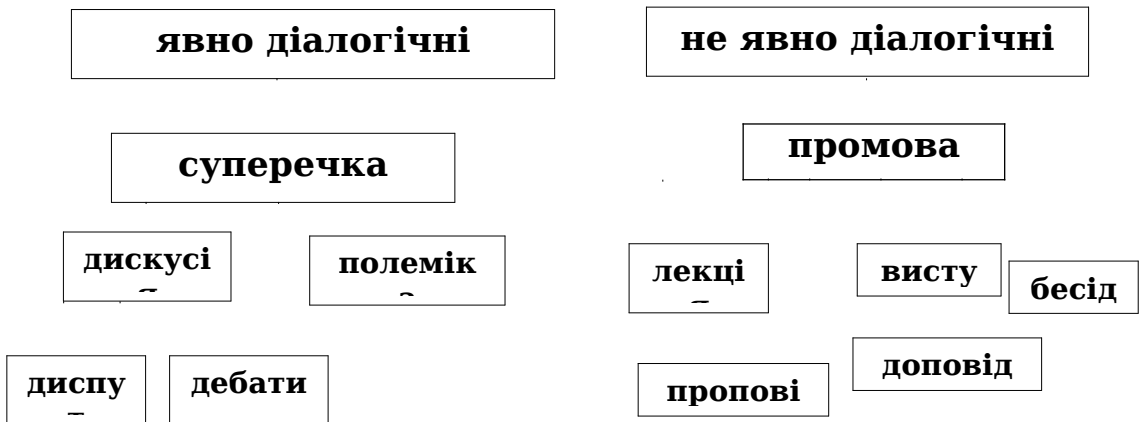 явно діалогічні
не явно діалогічні
суперечка
промова
дискусі
я
полемік
а
лекці
я
висту
бесід
диспу
т
дебати
пропові
доповід